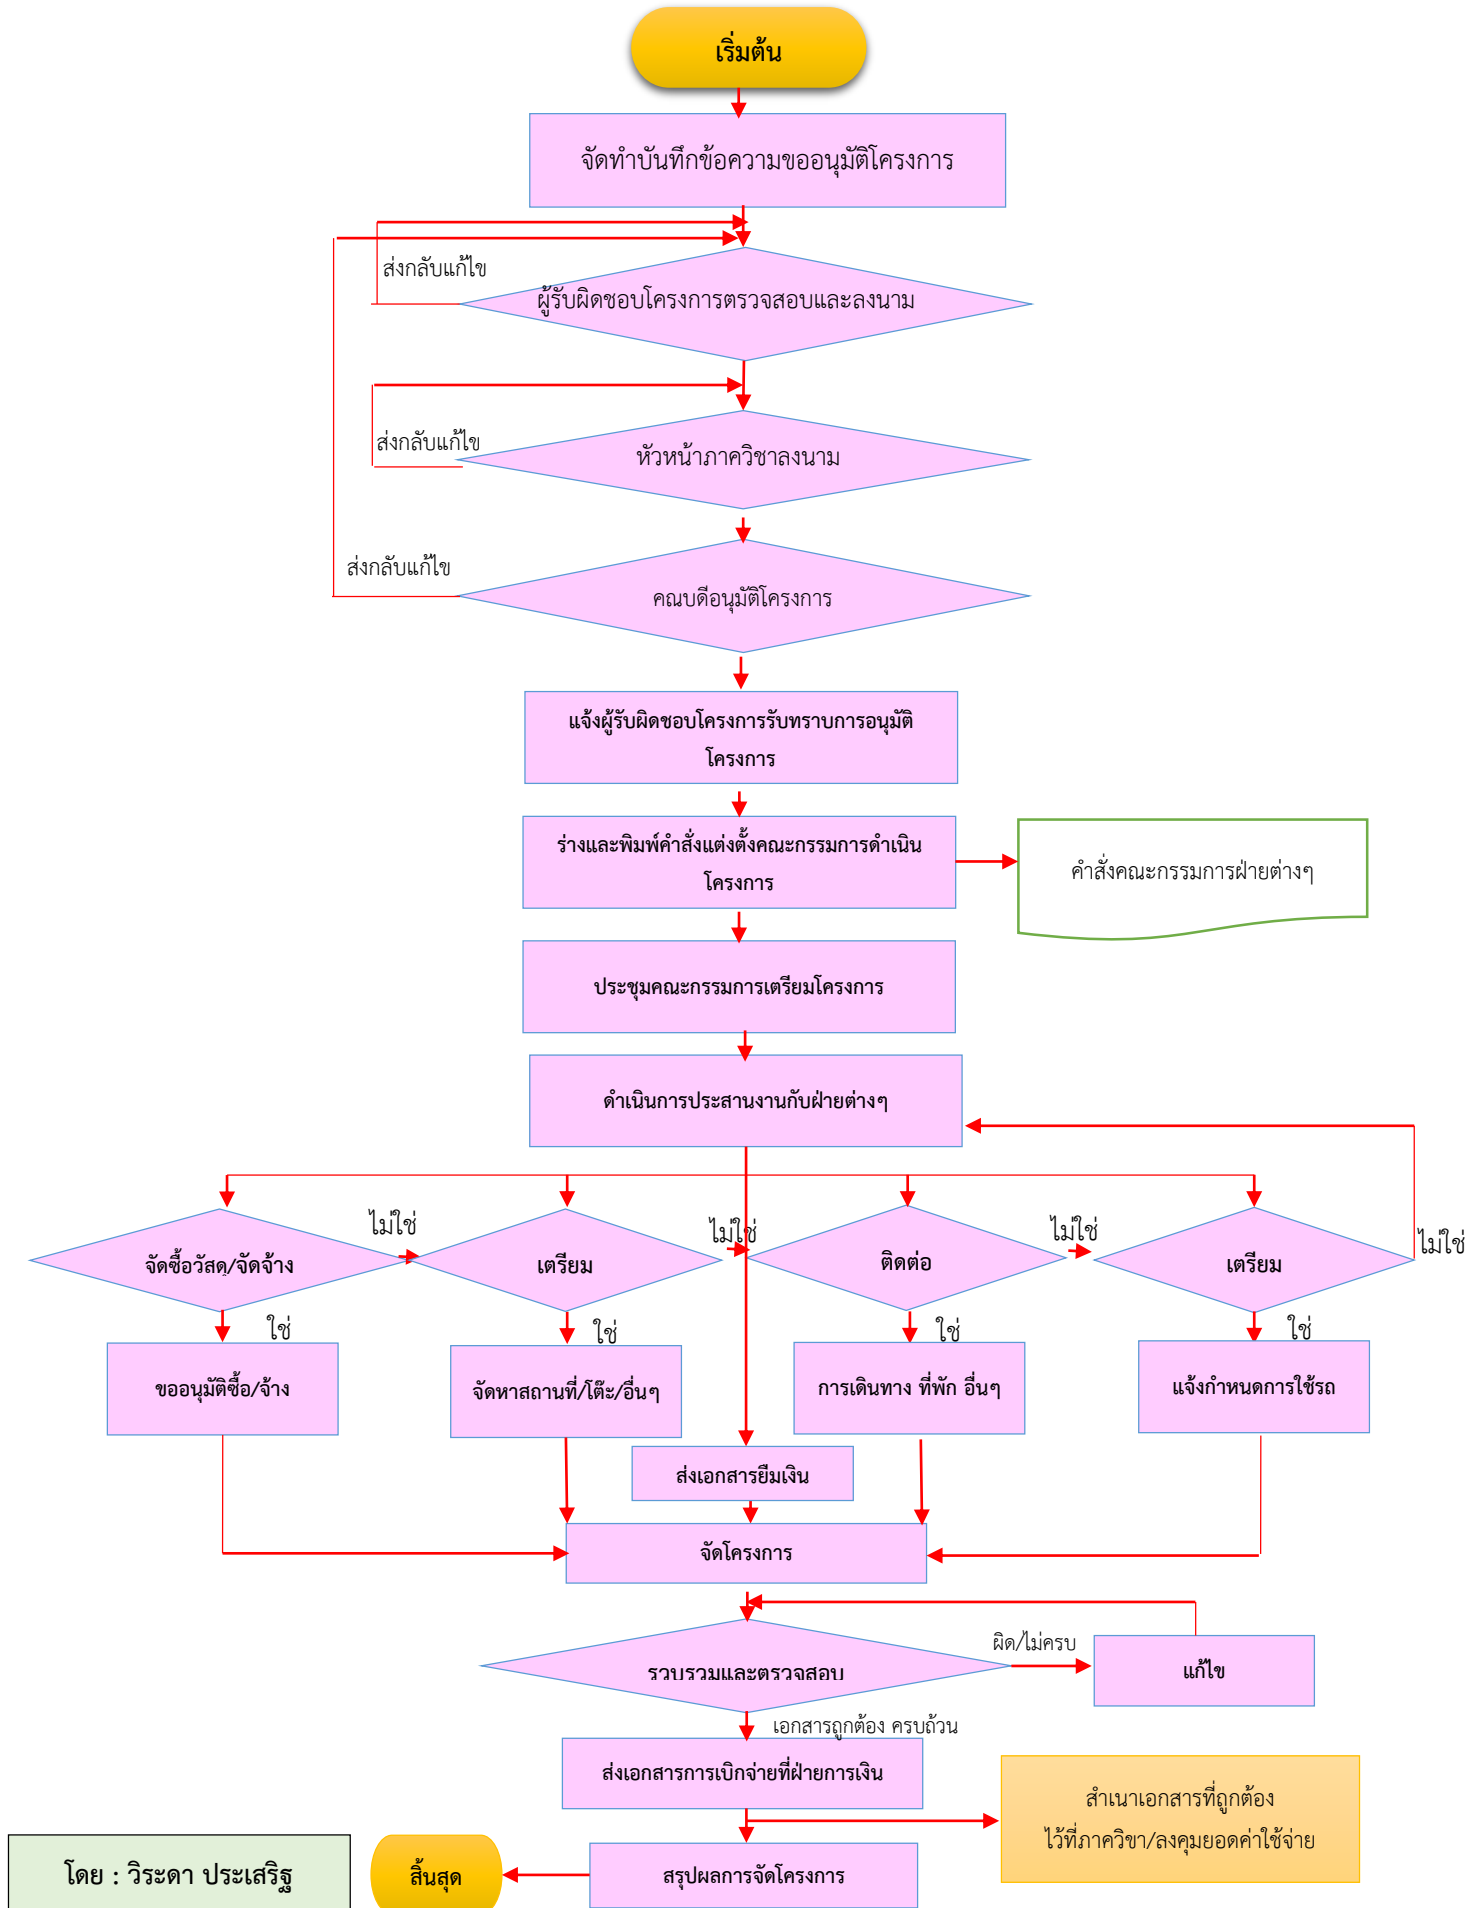 เริ่มต้น
จัดทำบันทึกข้อความขออนุมัติโครงการ
ส่งกลับแก้ไข
ผู้รับผิดชอบโครงการตรวจสอบและลงนาม
ส่งกลับแก้ไข
หัวหน้าภาควิชาลงนาม
ส่งกลับแก้ไข
คณบดีอนุมัติโครงการ
แจ้งผู้รับผิดชอบโครงการรับทราบการอนุมัติ
โครงการ
ร่างและพิมพ์คำสั่งแต่งตั้งคณะกรรมการดำเนิน
โครงการ
คำสั่งคณะกรรมการฝ่ายต่างๆ
ประชุมคณะกรรมการเตรียมโครงการ
ดำเนินการประสานงานกับฝ่ายต่างๆ
จัดซื้อวัสดุ/จัดจ้าง
ไม่ใช่
เตรียม
ไม่ใช่
ติดต่อ
ไม่ใช่
เตรียม
ไม่ใช่
ใช่
ใช่
ใช่
ใช่
ขออนุมัติซื้อ/จ้าง
จัดหาสถานที่/โต๊ะ/อื่นๆ
การเดินทาง ที่พัก อื่นๆ
แจ้งกำหนดการใช้รถ
ส่งเอกสารยืมเงิน
จัดโครงการ
รวบรวมและตรวจสอบ
ผิด/ไม่ครบ
แก้ไข
เอกสารถูกต้อง ครบถ้วน
ส่งเอกสารการเบิกจ่ายที่ฝ่ายการเงิน
สำเนาเอกสารที่ถูกต้อง
ไว้ที่ภาควิขา/ลงคุมยอดค่าใช้จ่าย
สรุปผลการจัดโครงการ
สิ้นสุด
โดย : วิระดา ประเสริฐ